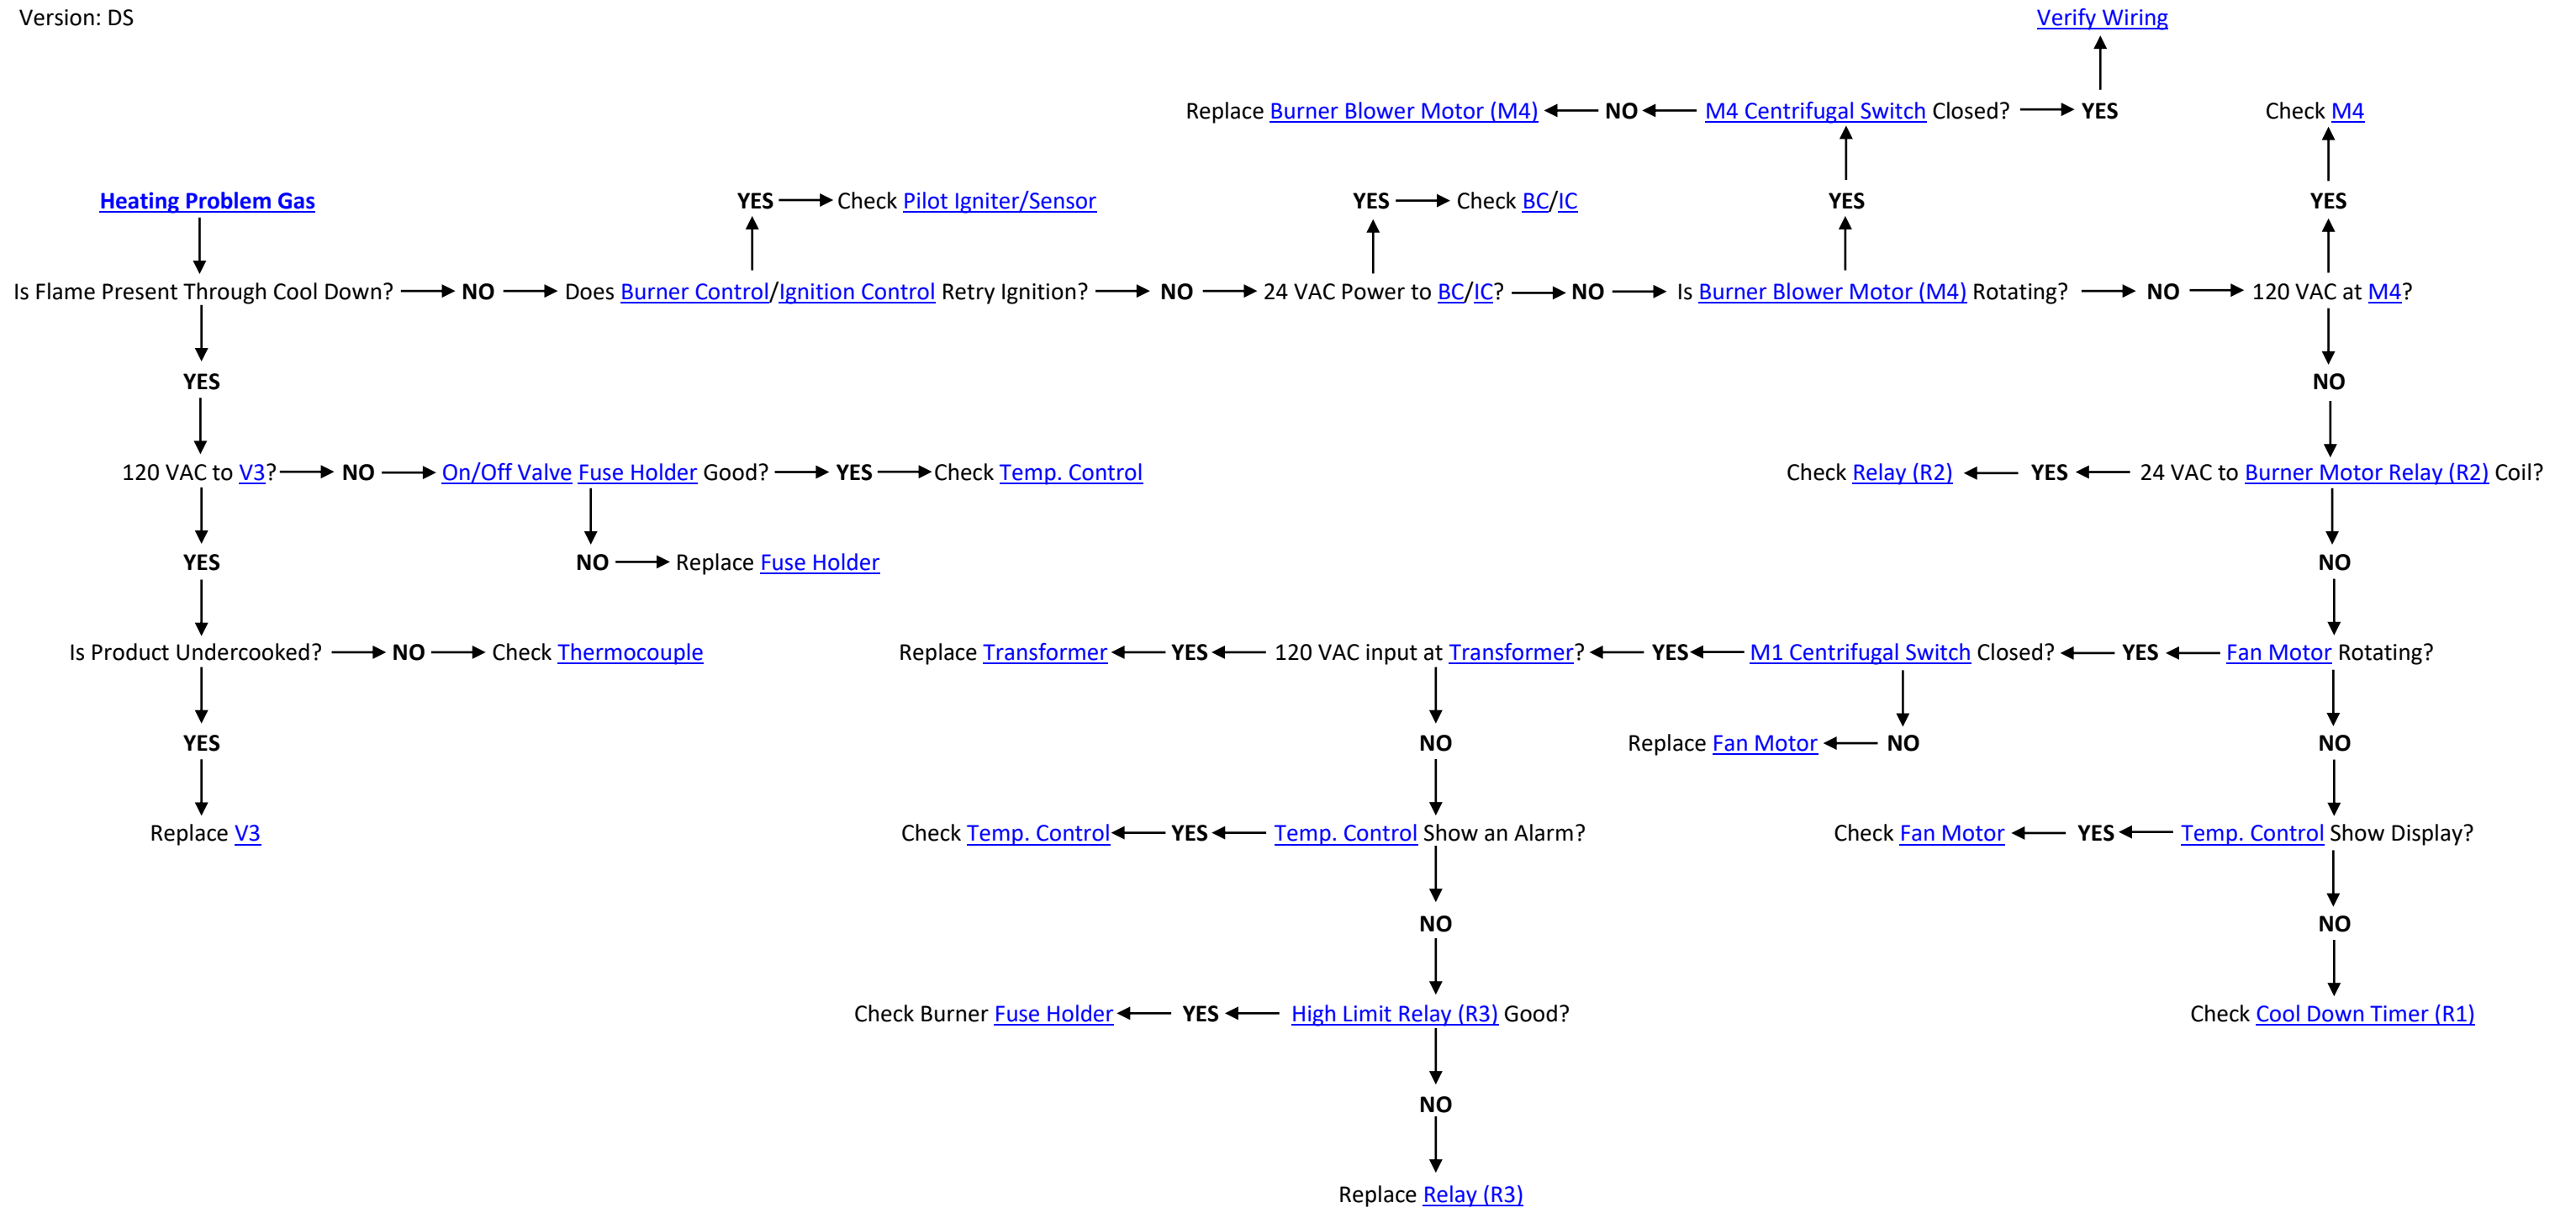 Version: DS
Verify Wiring
Replace Burner Blower Motor (M4) NO M4 Centrifugal Switch Closed? YES Check M4
Heating Problem Gas YES Check Pilot Igniter/Sensor YES Check BC/IC YES YES
Is Flame Present Through Cool Down? NO Does Burner Control/Ignition Control Retry Ignition? NO 24 VAC Power to BC/IC? NO Is Burner Blower Motor (M4) Rotating? NO 120 VAC at M4?
YES NO
120 VAC to V3? NO On/Off Valve Fuse Holder Good? YES Check Temp. Control Check Relay (R2) YES 24 VAC to Burner Motor Relay (R2) Coil?
YES NO Replace Fuse Holder NO
Is Product Undercooked? NO Check Thermocouple Replace Transformer YES 120 VAC input at Transformer? YES M1 Centrifugal Switch Closed? YES Fan Motor Rotating?
YES NO Replace Fan Motor NO NO
Replace V3 Check Temp. Control YES Temp. Control Show an Alarm? Check Fan Motor YES Temp. Control Show Display?
NO NO
Check Burner Fuse Holder YES High Limit Relay (R3) Good? Check Cool Down Timer (R1)
NO
Replace Relay (R3)